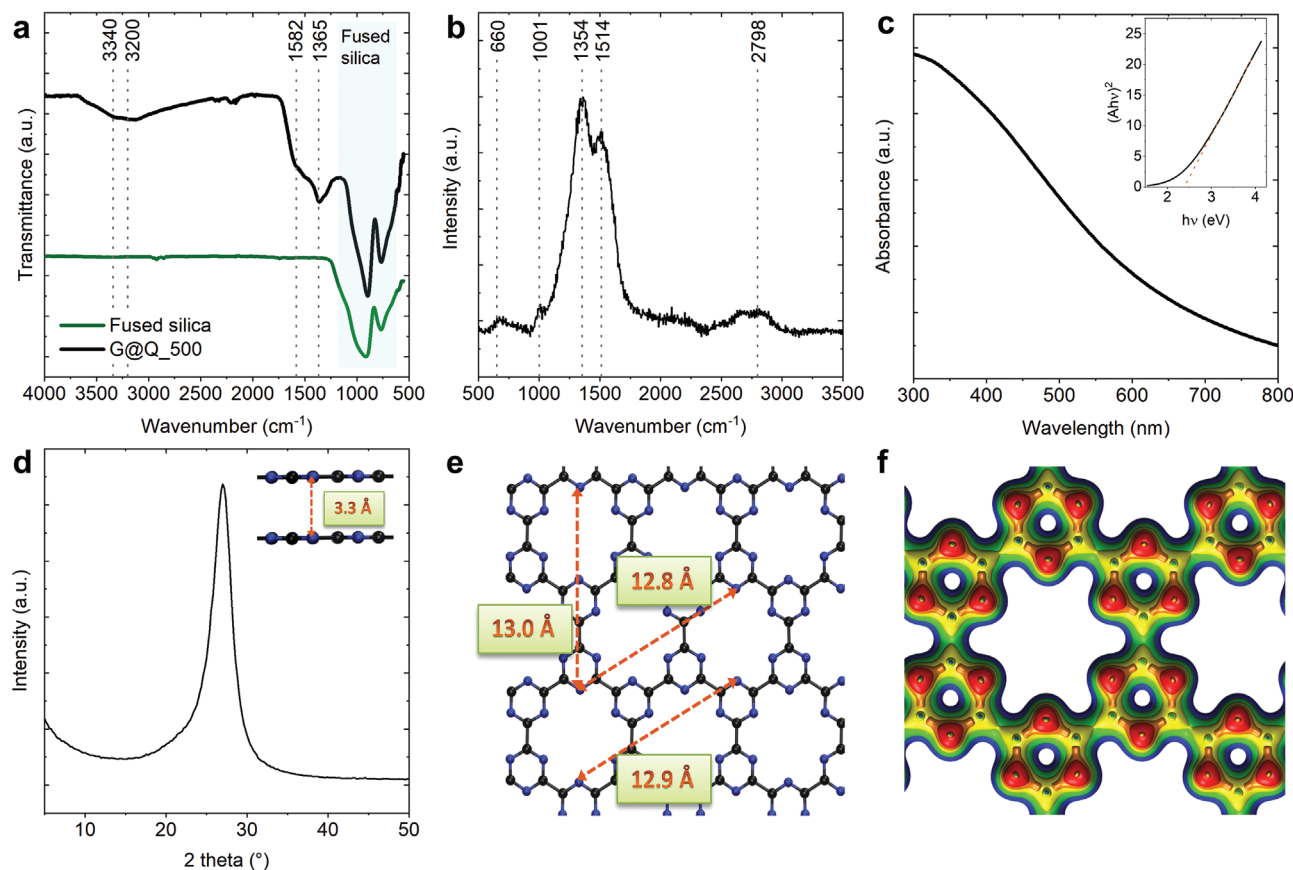 a
3340
3200
1582
1365
Fused
silica
Transmittance (a.u.)
Fused silica
G@Q_500
4000 3500 3000 2500 2000 1500 1000 500
Wavenumber (cm⁻¹)
b
660
1001
1354
1514
2798
Intensity (a.u.)
500 1000 1500 2000 2500 3000 3500
Wavenumber (cm⁻¹)
c
Absorbance (a.u.)
(Ahν)²
25
20
15
10
5
0
2 3 4
hν (eV)
300 400 500 600 700 800
Wavelength (nm)
d
3.3 Å
Intensity (a.u.)
10 20 30 40 50
2 theta (°)
e
12.8 Å
13.0 Å
12.9 Å
f